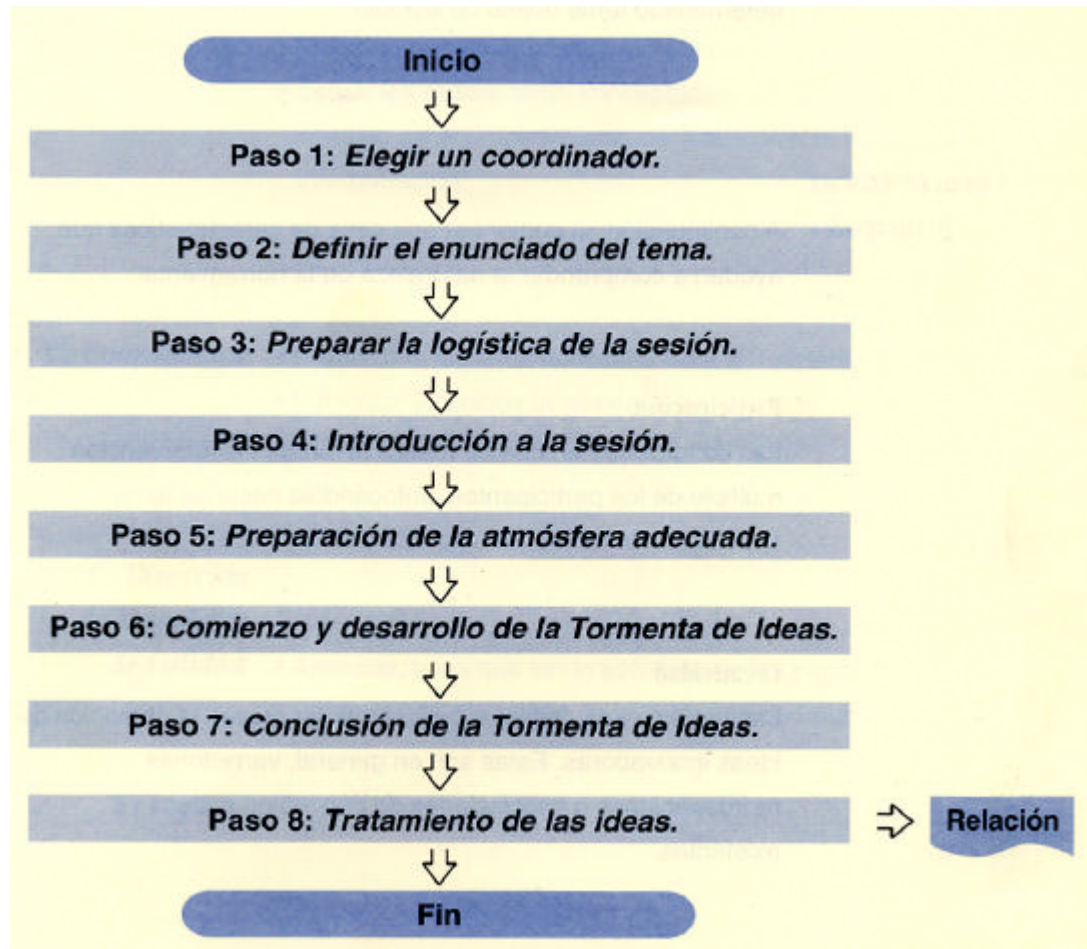 Inicio
Paso 1: Elegir un coordinador.
Paso 2: Definir el enunciado del tema.
Paso 3: Preparar la logística de la sesión.
Paso 4: Introducción a la sesión.
Paso 5: Preparación de la atmósfera adecuada.
Paso 6: Comienzo y desarrollo de la Tormenta de Ideas.
Paso 7: Conclusión de la Tormenta de Ideas.
Paso 8: Tratamiento de las ideas.
Relación
Fin